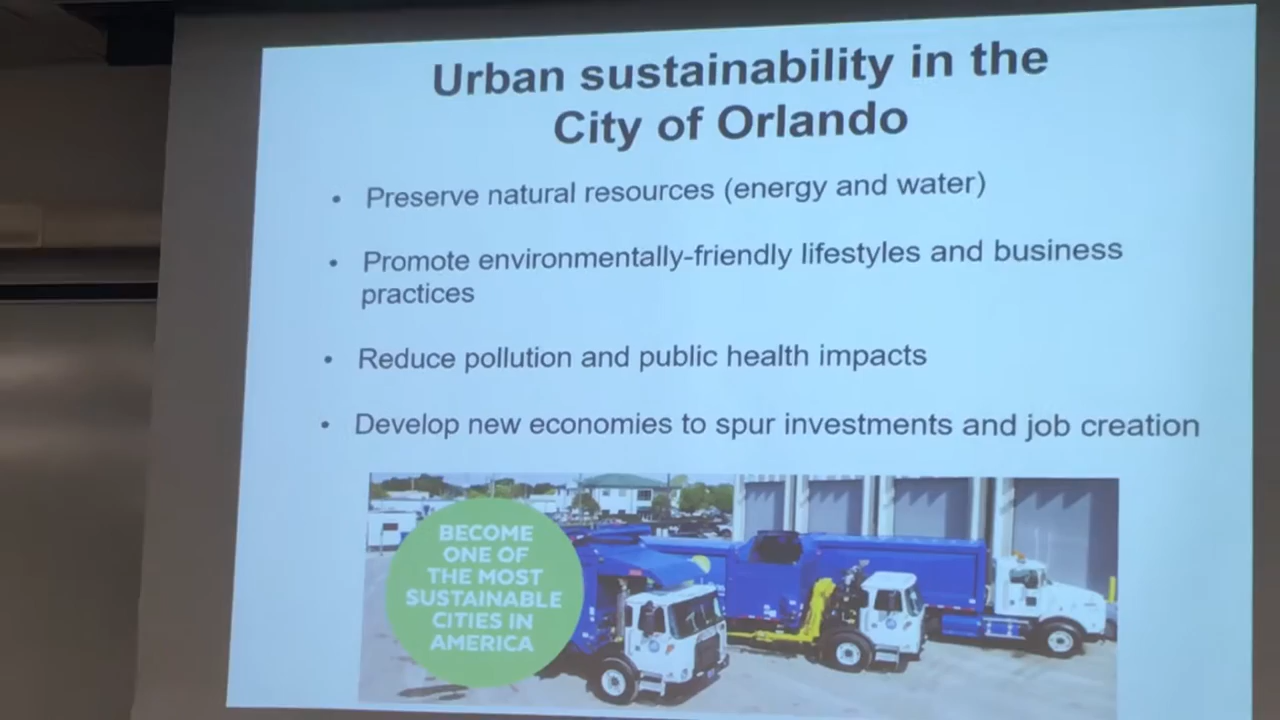 Urban sustainability in the
City of Orlando
• Preserve natural resources (energy and water)
• Promote environmentally-friendly lifestyles and business
practices
• Reduce pollution and public health impacts
• Develop new economies to spur investments and job creation
BECOME
ONE OF
THE MOST
SUSTAINABLE
CITIES IN
AMERICA